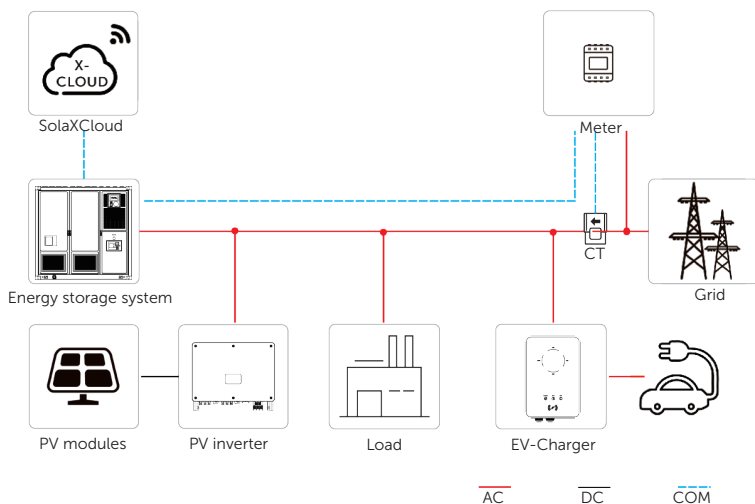 X-
CLOUD
SolaXCloud
Meter
CT
Energy storage system
Grid
PV modules
PV inverter
Load
EV-Charger
AC
DC
COM